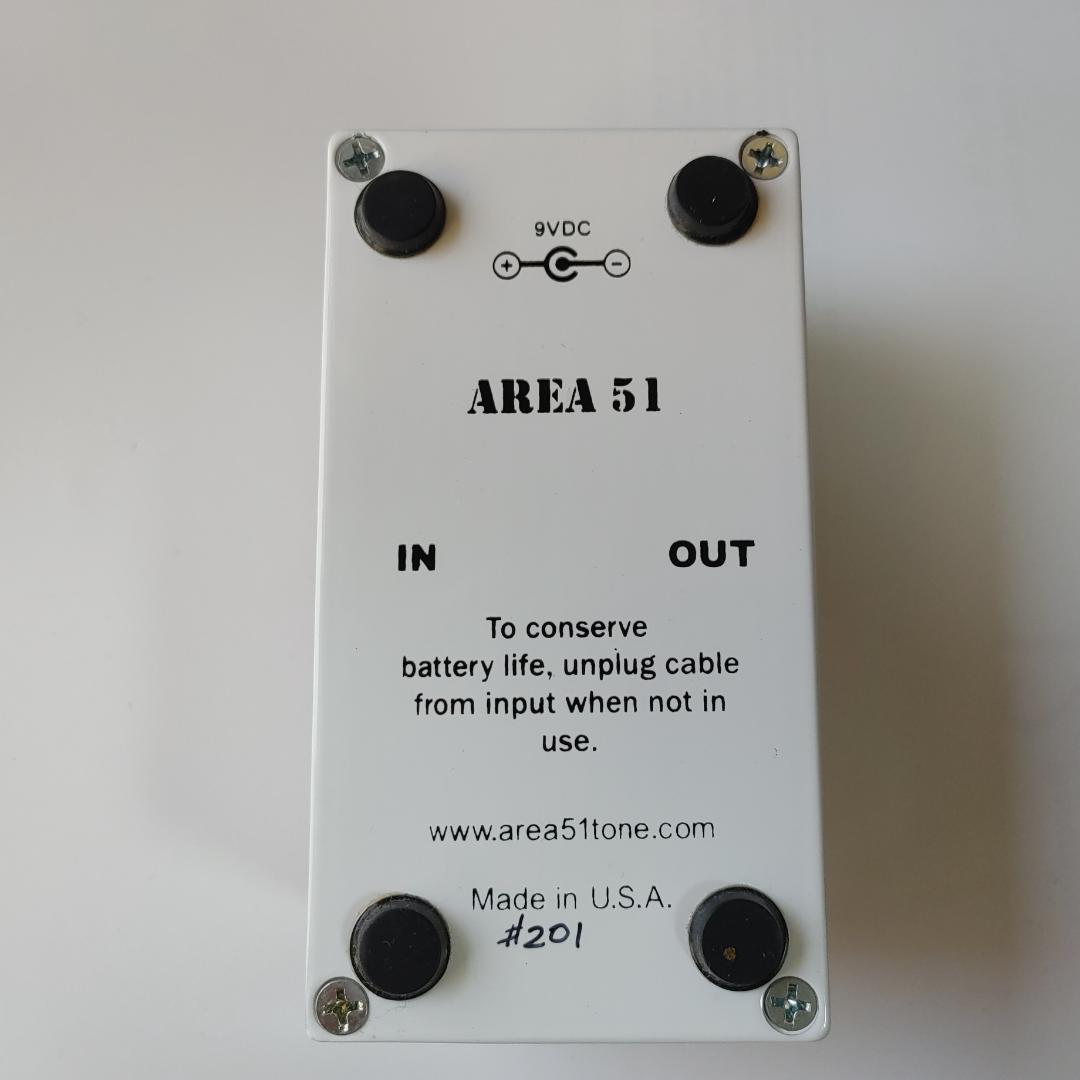 9VDC
+ -
AREA 51
IN OUT
To conserve
battery life, unplug cable
from input when not in
use.
www.area51tone.com
Made in U.S.A.
#201